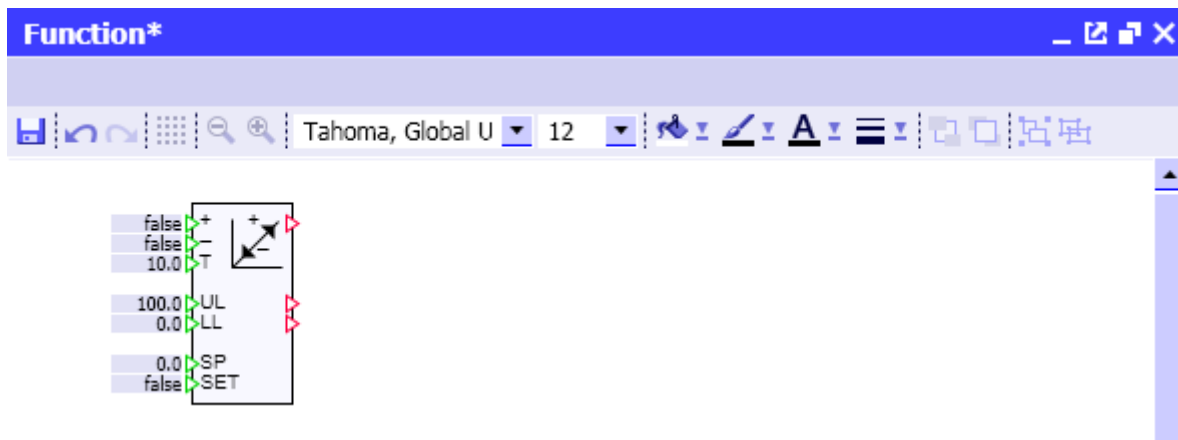 Function*
Tahoma, Global U 12 A
false + +
false − −
10.0 T
100.0 UL
0.0 LL
0.0 SP
false SET